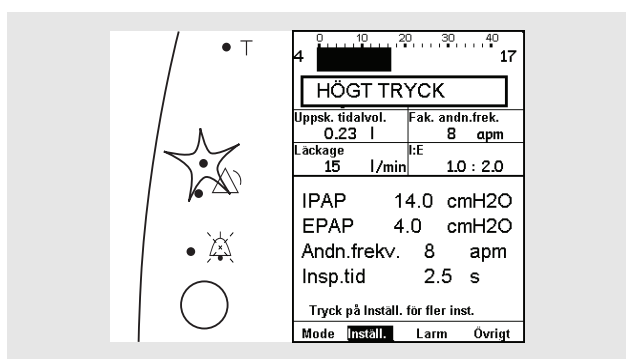 T
0 10 20 30 40
4 17
HÖGT TRYCK
Uppsk. tidalvol. Fak. andn.frek.
0.23 l 8 apm
Läckage I:E
15 l/min 1.0 : 2.0
IPAP 14.0 cmH2O
EPAP 4.0 cmH2O
Andn.frekv. 8 apm
Insp.tid 2.5 s
Tryck på Inställ. för fler inst.
Mode Inställ. Larm Övrigt